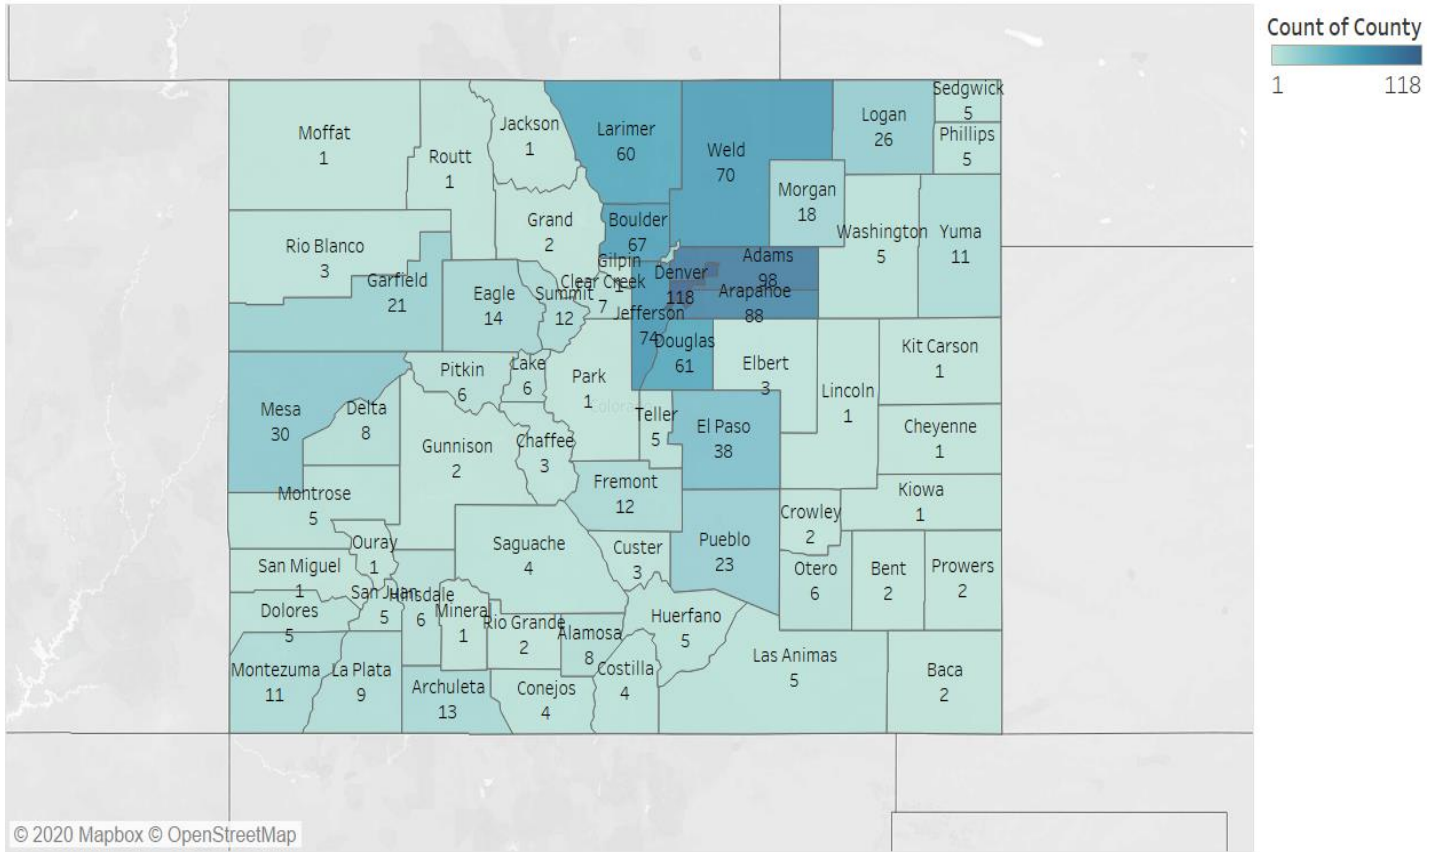 Count of County
1 118
Sedgwick
5
Logan
26
Phillips
5
Moffat
1
Jackson
1
Larimer
60
Routt
1
Weld
70
Morgan
18
Grand
2
Boulder
67
Washington
5
Yuma
11
Rio Blanco
3
Gilpin
1
Adams
98
Denver
118
Garfield
21
Clear Creek
7
Eagle
14
Summit
12
Arapahoe
88
Jefferson
74
Douglas
61
Elbert
3
Kit Carson
1
Pitkin
6
Lake
6
Park
1
Lincoln
1
Colorado
Mesa
30
Delta
8
Teller
5
El Paso
38
Cheyenne
1
Gunnison
2
Chaffee
3
Fremont
12
Montrose
5
Kiowa
1
Crowley
2
Ouray
1
Saguache
4
Custer
3
Pueblo
23
San Miguel
1
Otero
6
Bent
2
Prowers
2
San Juan
5
Hinsdale
6
Dolores
5
Mineral
1
Rio Grande
2
Alamosa
8
Huerfano
5
Montezuma
11
La Plata
9
Archuleta
13
Conejos
4
Costilla
4
Las Animas
5
Baca
2
© 2020 Mapbox © OpenStreetMap